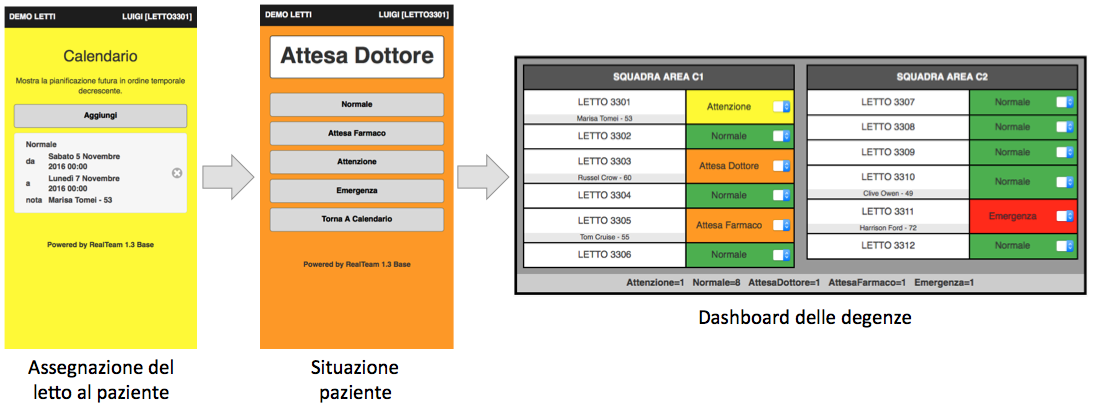 DEMO LETTI LUIGI [LETTO3301]
Calendario
Mostra la pianificazione futura in ordine temporale
decrescente.
Aggiungi
Normale
da Sabato 5 Novembre
2016 00:00
a Lunedì 7 Novembre
2016 00:00
nota Marisa Tomei - 53
Powered by RealTeam 1.3 Base
Assegnazione del
letto al paziente
DEMO LETTI LUIGI [LETTO3301]
Attesa Dottore
Normale
Attesa Farmaco
Attenzione
Emergenza
Torna A Calendario
Powered by RealTeam 1.3 Base
Situazione
paziente
SQUADRA AREA C1
LETTO 3301 Attenzione
Marisa Tomei - 53
LETTO 3302 Normale
LETTO 3303 Attesa Dottore
Russel Crow - 60
LETTO 3304 Normale
LETTO 3305 Attesa Farmaco
Tom Cruise - 55
LETTO 3306 Normale
SQUADRA AREA C2
LETTO 3307 Normale
LETTO 3308 Normale
LETTO 3309 Normale
LETTO 3310 Normale
Clive Owen - 49
LETTO 3311 Emergenza
Harrison Ford - 72
LETTO 3312 Normale
Attenzione=1 Normale=8 AttesaDottore=1 AttesaFarmaco=1 Emergenza=1
Dashboard delle degenze